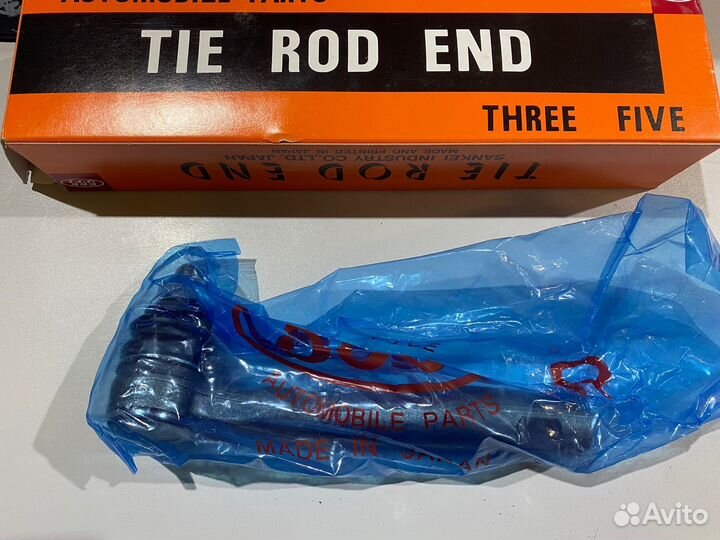 AUTOMOBILE PARTS
TIE ROD END
THREE FIVE
SANKEI INDUSTRY CO.,LTD. JAPAN
MADE AND PRINTED IN JAPAN
TIE ROD END
555
555
AUTOMOBILE PARTS
MADE IN JAPAN
Avito